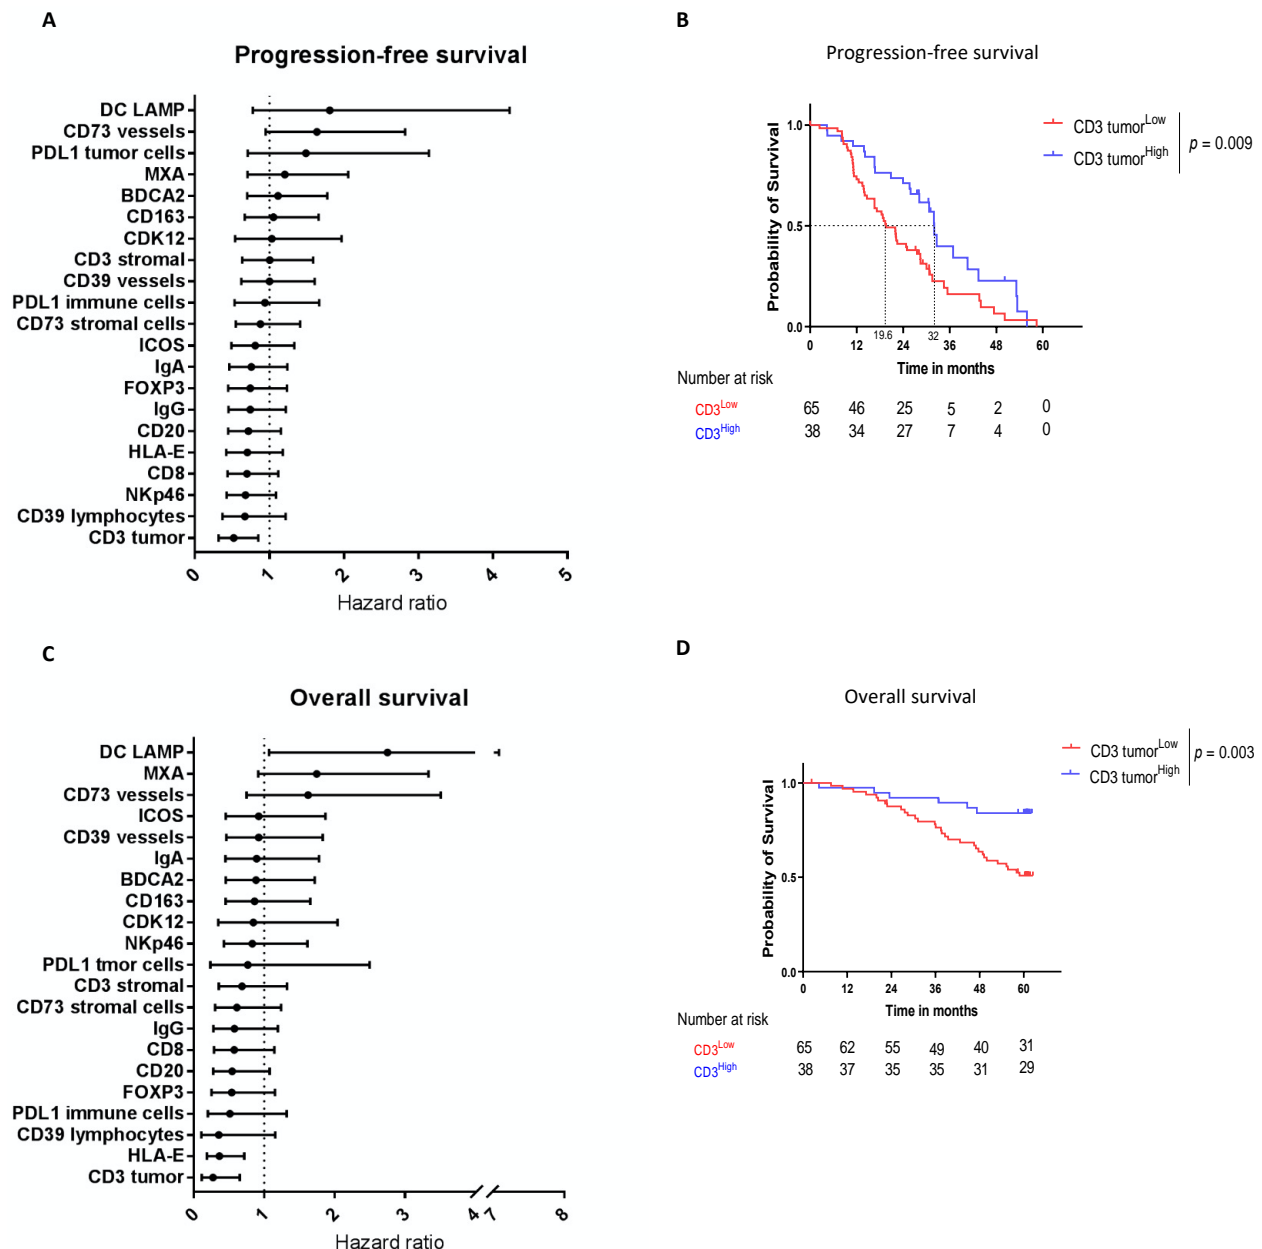 A
Progression-free survival
DC LAMP
CD73 vessels
PDL1 tumor cells
MXA
BDCA2
CD163
CDK12
CD3 stromal
CD39 vessels
PDL1 immune cells
CD73 stromal cells
ICOS
IgA
FOXP3
IgG
CD20
HLA-E
CD8
NKp46
CD39 lymphocytes
CD3 tumor
0 1 2 3 4 5
Hazard ratio
B
Progression-free survival
CD3 tumorLow
CD3 tumorHigh
p = 0.009
Probability of Survival
1.0
0.5
0.0
19.6 32
0 12 24 36 48 60
Time in months
Number at risk
CD3Low 65 46 25 5 2 0
CD3High 38 34 27 7 4 0
C
Overall survival
DC LAMP
MXA
CD73 vessels
ICOS
CD39 vessels
IgA
BDCA2
CD163
CDK12
NKp46
PDL1 tmor cells
CD3 stromal
CD73 stromal cells
IgG
CD8
CD20
FOXP3
PDL1 immune cells
CD39 lymphocytes
HLA-E
CD3 tumor
0 1 2 3 4 7 8
Hazard ratio
D
Overall survival
CD3 tumorLow
CD3 tumorHigh
p = 0.003
Probability of Survival
1.0
0.5
0.0
0 12 24 36 48 60
Time in months
Number at risk
CD3Low 65 62 55 49 40 31
CD3High 38 37 35 35 31 29